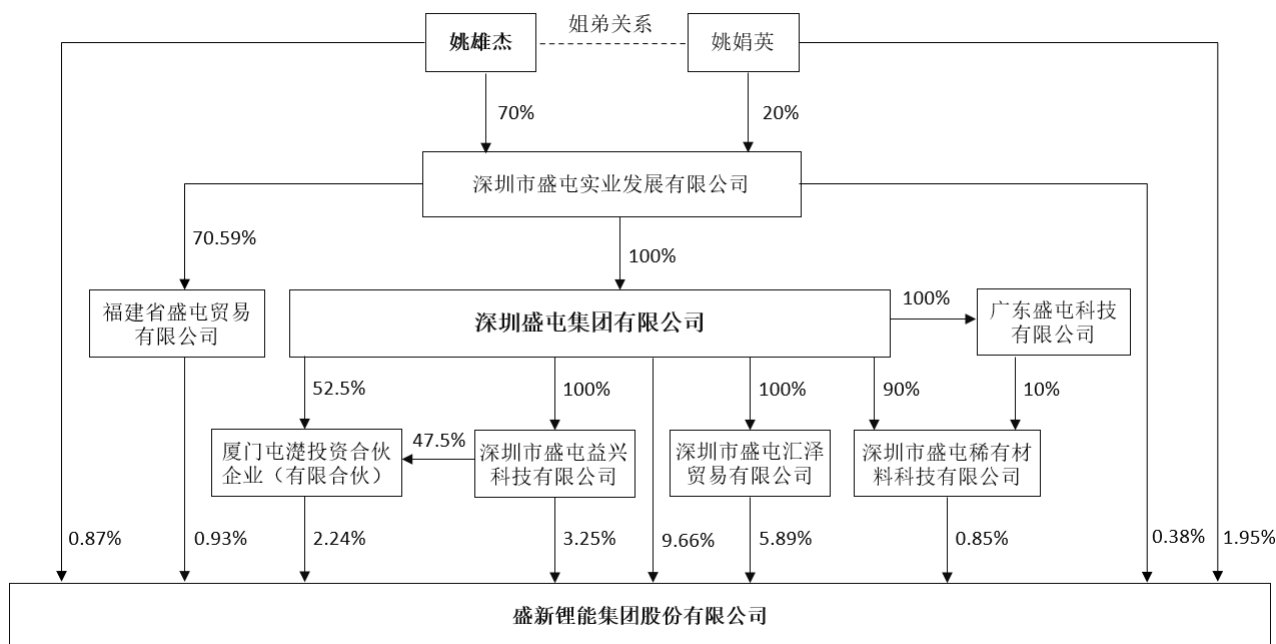 姐弟关系
姚雄杰
姚娟英
70%
20%
深圳市盛屯实业发展有限公司
70.59%
100%
福建省盛屯贸易
有限公司
深圳盛屯集团有限公司
100%
广东盛屯科技
有限公司
52.5%
100%
100%
90%
10%
厦门屯濋投资合伙
企业（有限合伙）
47.5%
深圳市盛屯益兴
科技有限公司
深圳市盛屯汇泽
贸易有限公司
深圳市盛屯稀有材
料科技有限公司
0.87%
0.93%
2.24%
3.25%
9.66%
5.89%
0.85%
0.38%
1.95%
盛新锂能集团股份有限公司